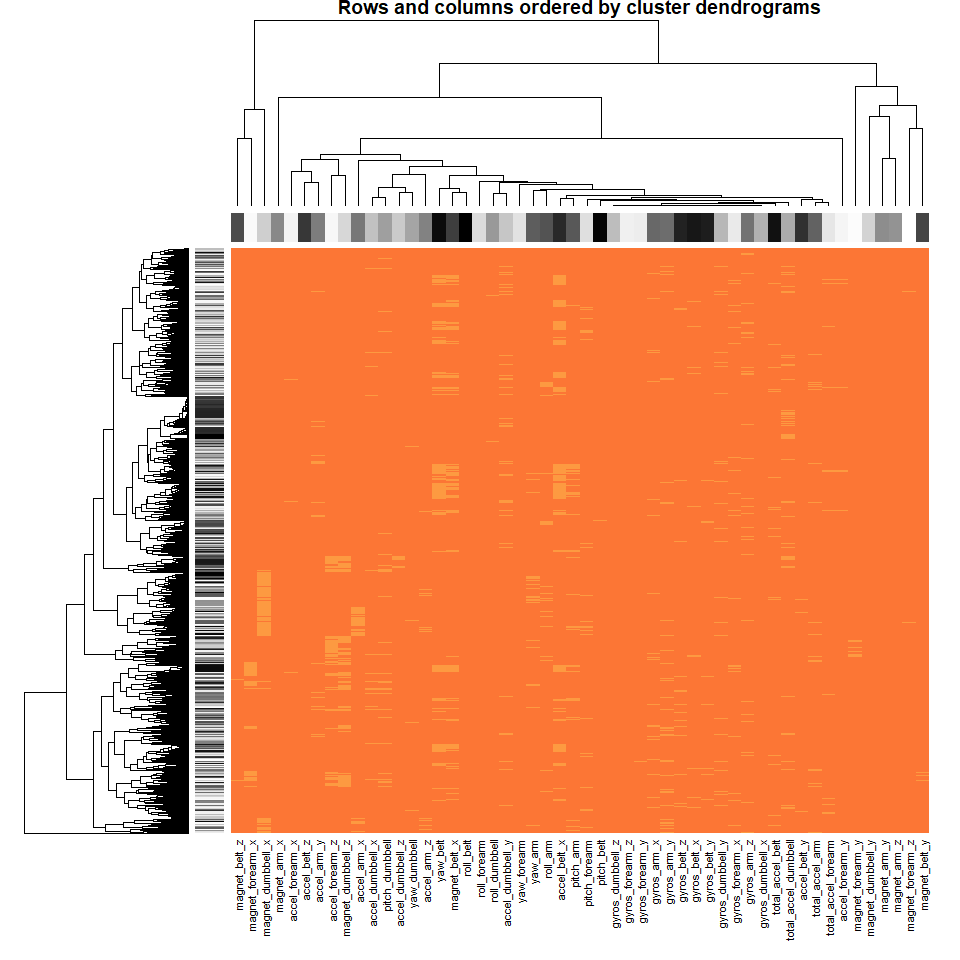 Rows and columns ordered by cluster dendrograms
magnet_belt_z
magnet_forearm_x
magnet_dumbbell_x
magnet_arm_x
accel_forearm_x
accel_belt_z
accel_arm_y
accel_forearm_z
magnet_dumbbell_z
accel_arm_x
accel_dumbbell_x
pitch_dumbbell
accel_dumbbell_z
yaw_dumbbell
accel_arm_z
yaw_belt
magnet_belt_x
roll_belt
roll_forearm
roll_dumbbell
accel_dumbbell_y
yaw_forearm
yaw_arm
roll_arm
accel_belt_x
pitch_arm
pitch_forearm
pitch_belt
gyros_dumbbell_z
gyros_forearm_z
gyros_forearm_y
gyros_arm_x
gyros_arm_y
gyros_belt_z
gyros_belt_x
gyros_belt_y
gyros_dumbbell_y
gyros_forearm_x
gyros_arm_z
gyros_dumbbell_x
total_accel_belt
total_accel_dumbbell
accel_belt_y
total_accel_arm
total_accel_forearm
accel_forearm_y
magnet_forearm_y
magnet_dumbbell_y
magnet_arm_y
magnet_arm_z
magnet_forearm_z
magnet_belt_y